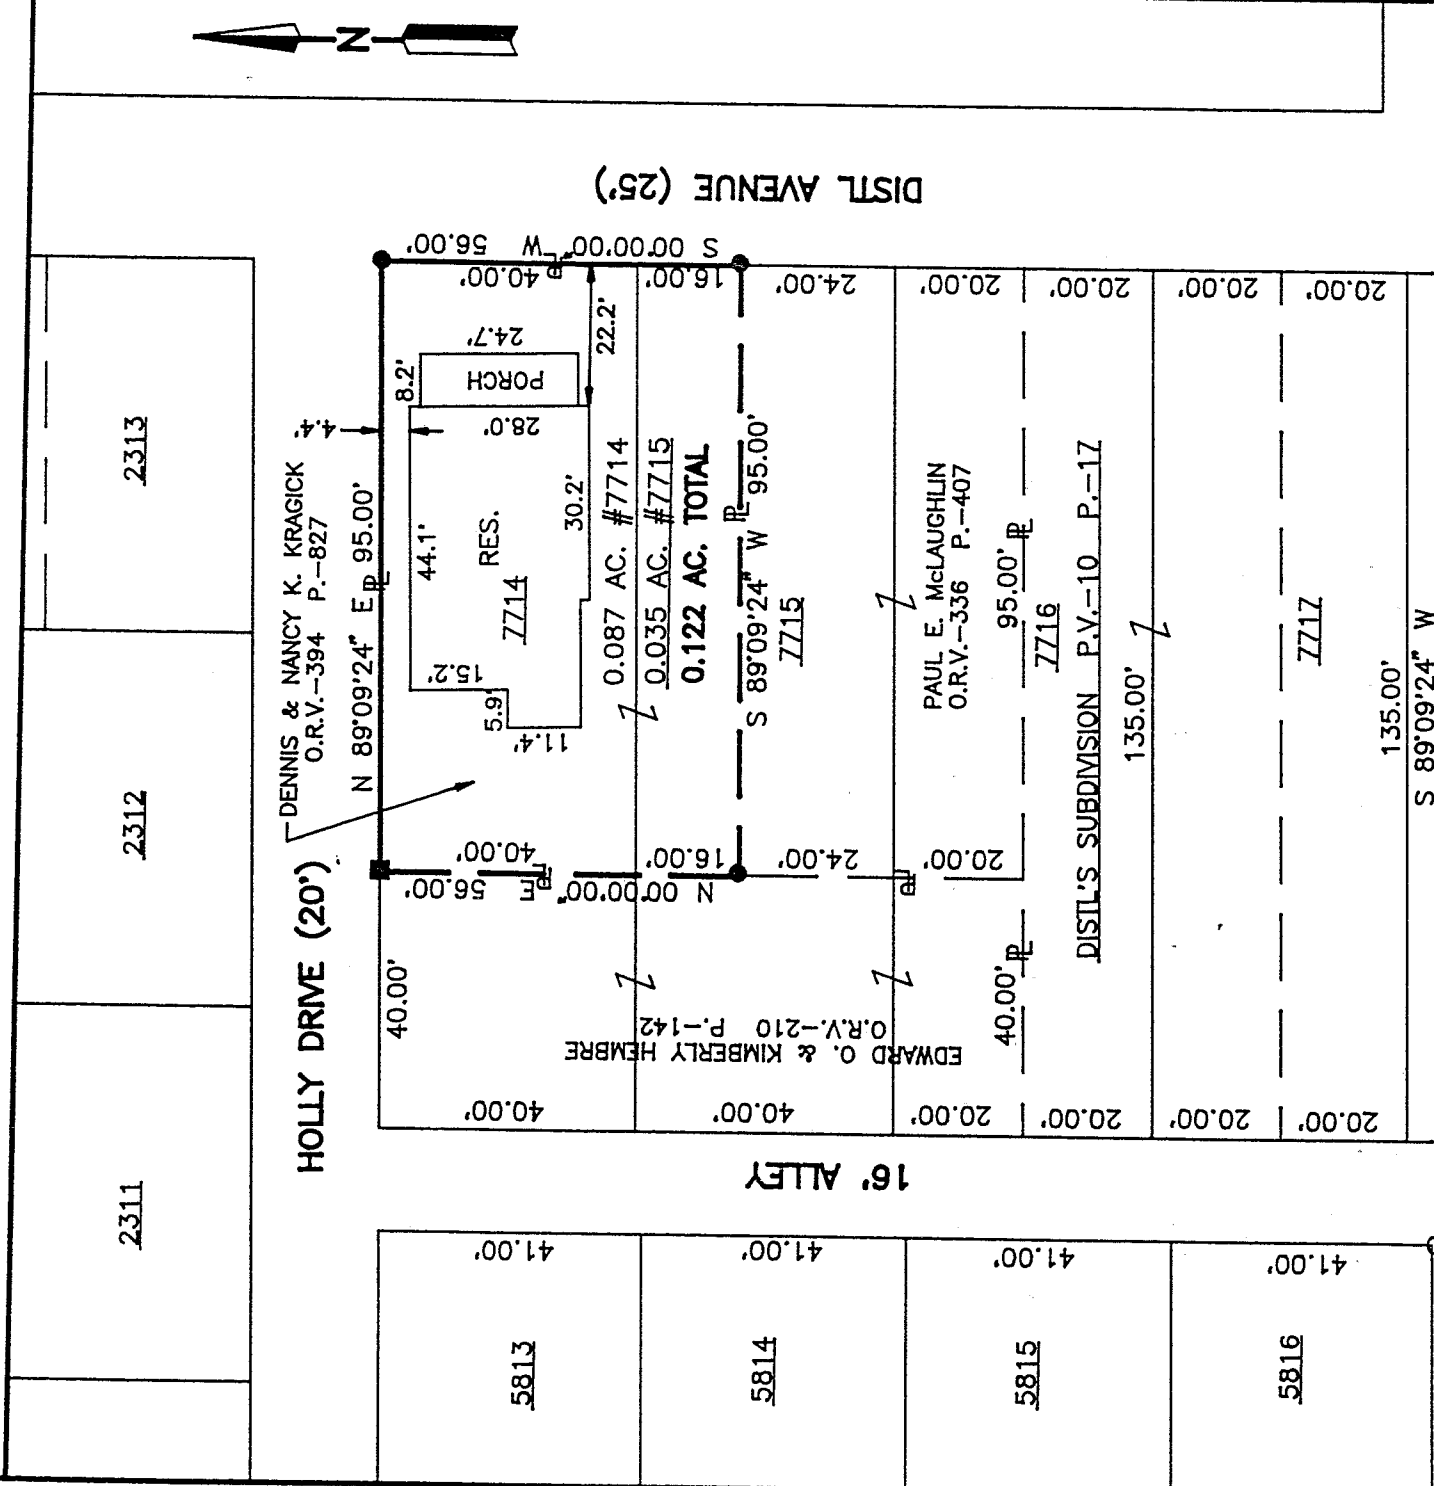 N
DISTL AVENUE (25')
2313
2312
2311
HOLLY DRIVE (20')
DENNIS & NANCY K. KRAGICK
O.R.V.-394 P.-827
N 89°09'24" E PL 95.00'
S 00°00'00" W 56.00'
PL
40.00'
16.00'
24.00'
20.00'
20.00'
20.00'
20.00'
4.4'
8.2'
24.7'
PORCH
22.2'
28.0'
44.1'
RES.
7714
30.2'
15.2'
5.9'
11.4'
0.087 AC. #7714
0.035 AC. #7715
0.122 AC. TOTAL
S 89°09'24" W PL 95.00'
7715
N 00°00'00" E 56.00'
PL
40.00'
16.00'
24.00'
20.00'
PL
PAUL E. McLAUGHLIN
O.R.V.-336 P.-407
95.00'
PL
7716
DISTL'S SUBDIVISION P.V.-10 P.-17
135.00'
7717
135.00'
S 89°09'24" W
40.00'
EDWARD O. & KIMBERLY HEMBRE
O.R.V.-210 P.-142
40.00'
PL
40.00'
40.00'
20.00'
20.00'
20.00'
20.00'
16' ALLEY
41.00'
41.00'
41.00'
41.00'
5813
5814
5815
5816